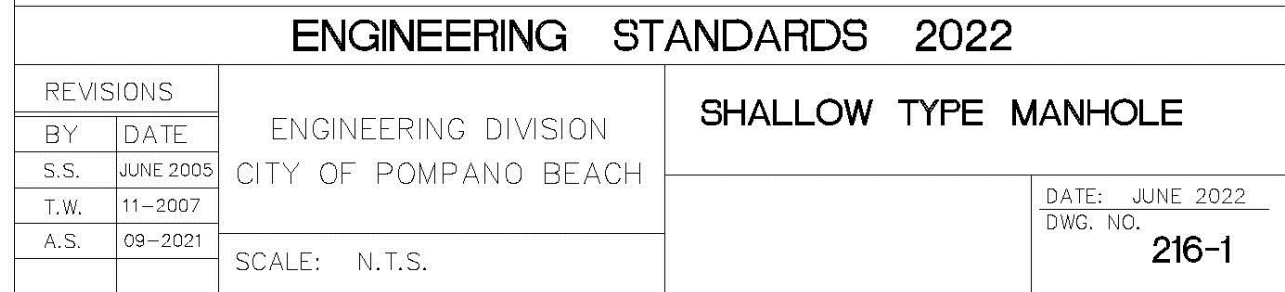 ENGINEERING STANDARDS 2022
REVISIONS
BY DATE
S.S. JUNE 2005
T.W. 11-2007
A.S. 09-2021
ENGINEERING DIVISION
CITY OF POMPANO BEACH
SCALE: N.T.S.
SHALLOW TYPE MANHOLE
DATE: JUNE 2022
DWG. NO.
216-1